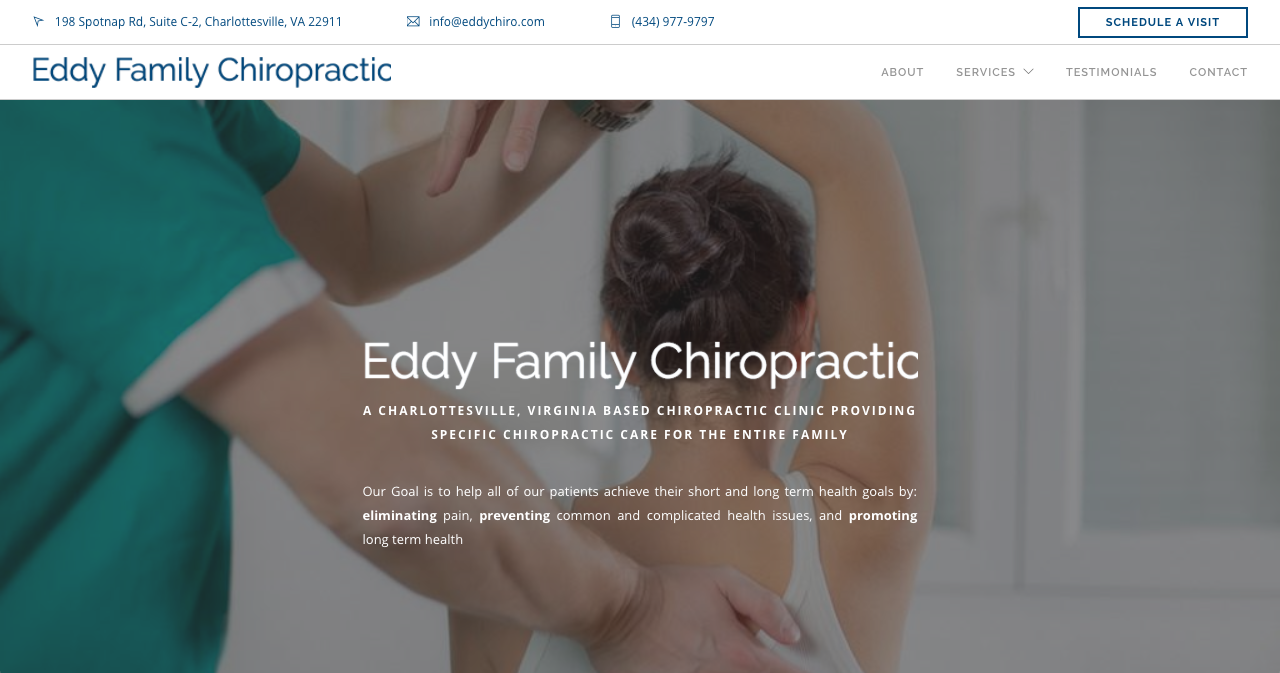 198 Spotnap Rd, Suite C-2, Charlottesville, VA 22911
info@eddychiro.com
(434) 977-9797
SCHEDULE A VISIT
Eddy Family Chiropractic
ABOUT
SERVICES
TESTIMONIALS
CONTACT
Eddy Family Chiropractic
A CHARLOTTESVILLE, VIRGINIA BASED CHIROPRACTIC CLINIC PROVIDING
SPECIFIC CHIROPRACTIC CARE FOR THE ENTIRE FAMILY
Our Goal is to help all of our patients achieve their short and long term health goals by:
eliminating pain, preventing common and complicated health issues, and promoting
long term health